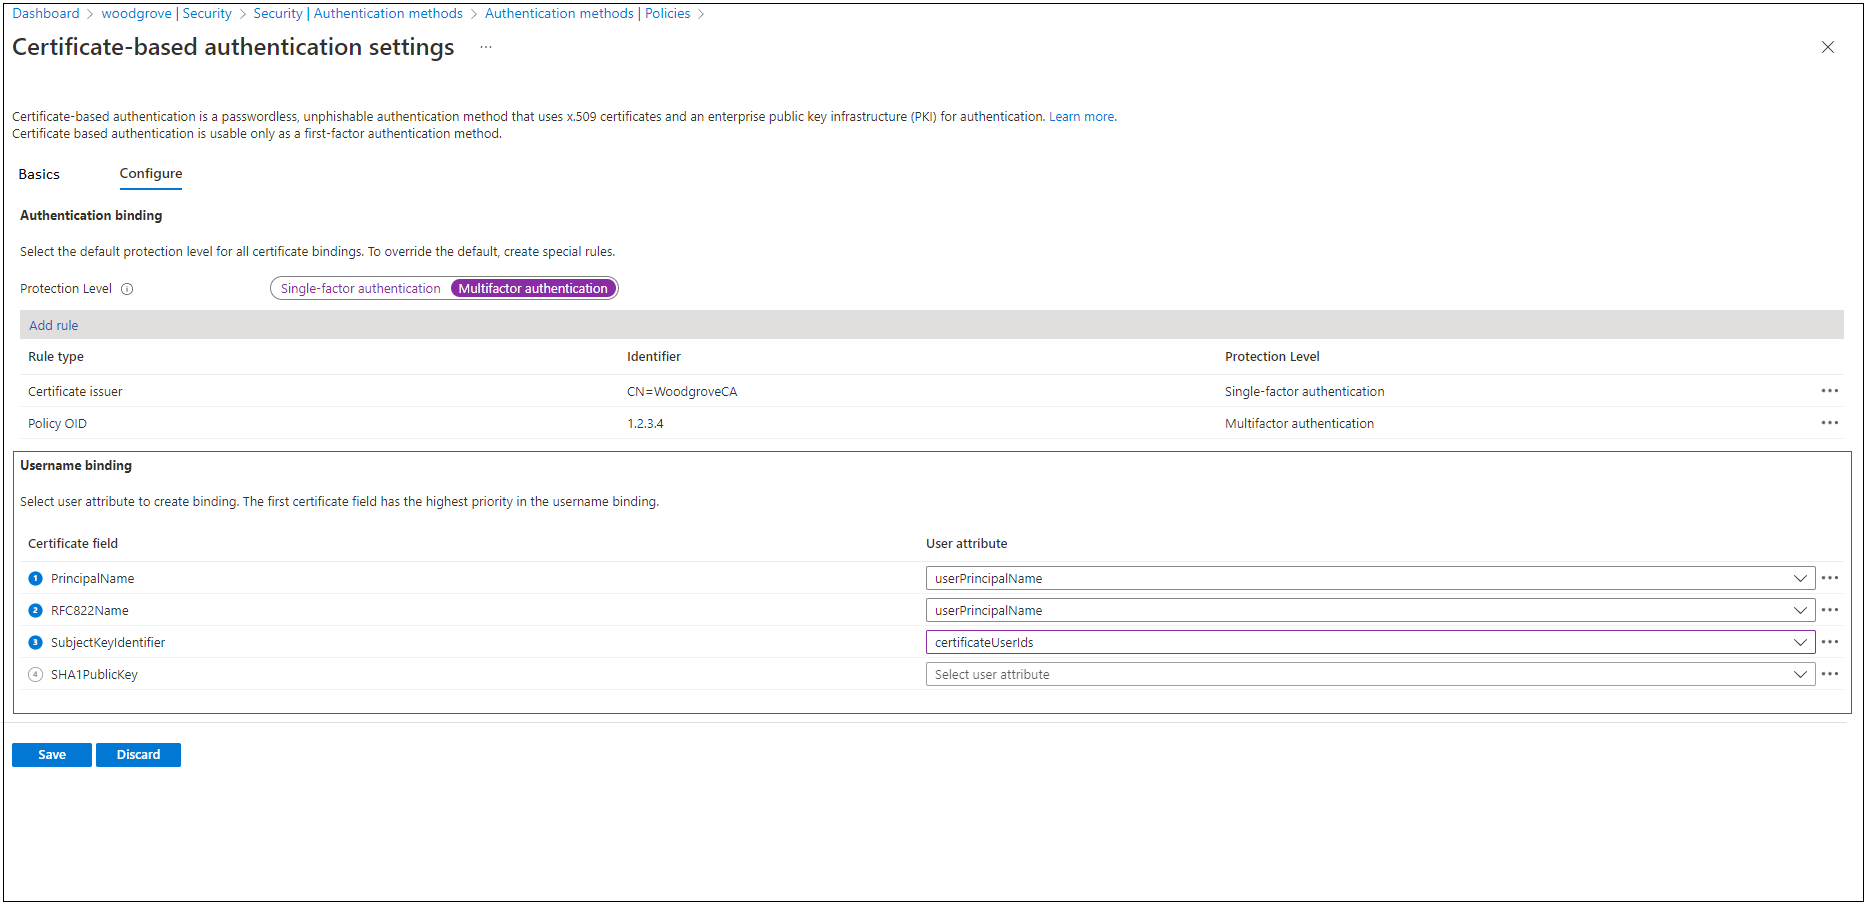 Dashboard > woodgrove | Security > Security | Authentication methods > Authentication methods | Policies >
Certificate-based authentication settings ...
Certificate-based authentication is a passwordless, unphishable authentication method that uses x.509 certificates and an enterprise public key infrastructure (PKI) for authentication. Learn more.
Certificate based authentication is usable only as a first-factor authentication method.
Basics Configure
Authentication binding
Select the default protection level for all certificate bindings. To override the default, create special rules.
Protection Level Single-factor authentication Multifactor authentication
Add rule
Rule type Identifier Protection Level
Certificate issuer CN=WoodgroveCA Single-factor authentication
Policy OID 1.2.3.4 Multifactor authentication
Username binding
Select user attribute to create binding. The first certificate field has the highest priority in the username binding.
Certificate field User attribute
1 PrincipalName userPrincipalName
2 RFC822Name userPrincipalName
3 SubjectKeyIdentifier certificateUserIds
4 SHA1PublicKey Select user attribute
Save Discard